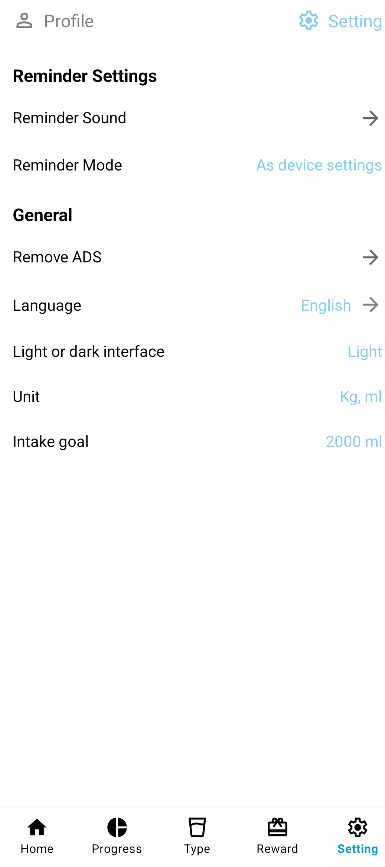 Profile Setting
Reminder Settings
Reminder Sound
Reminder Mode As device settings
General
Remove ADS
Language English
Light or dark interface Light
Unit Kg, ml
Intake goal 2000 ml
Home Progress Type Reward Setting